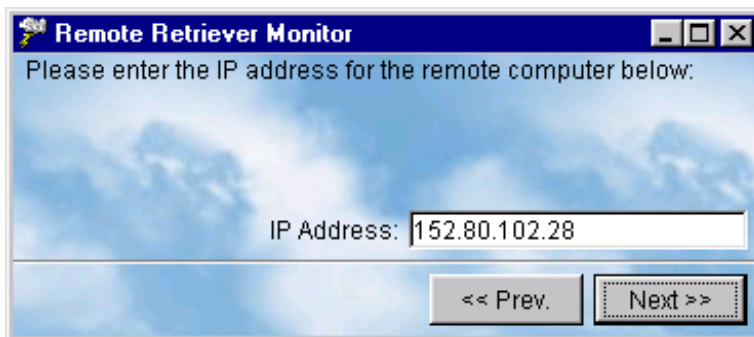 Remote Retriever Monitor
Please enter the IP address for the remote computer below:
IP Address: 152.80.102.28
<< Prev. Next >>